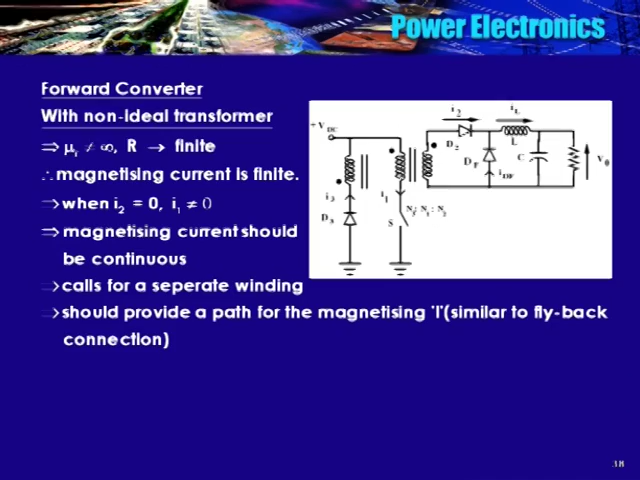 Power Electronics
Forward Converter
With non-ideal transformer
⇒ μr ≠ ∞, R → finite
∴ magnetising current is finite.
⇒ when i2 = 0, i1 ≠ 0
⇒ magnetising current should
be continuous
⇒ calls for a seperate winding
⇒ should provide a path for the magnetising 'I'(similar to fly-back
connection)
+ VDC
i2
iL
D2
L
DF
C
V0
iDF
i3
i1
D3
S
N3 : N1 : N2
38